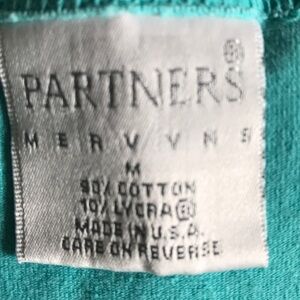 PARTNERS®
MERVYNS
M
90% COTTON
10% LYCRA®
MADE IN U.S.A.
CARE ON REVERSE